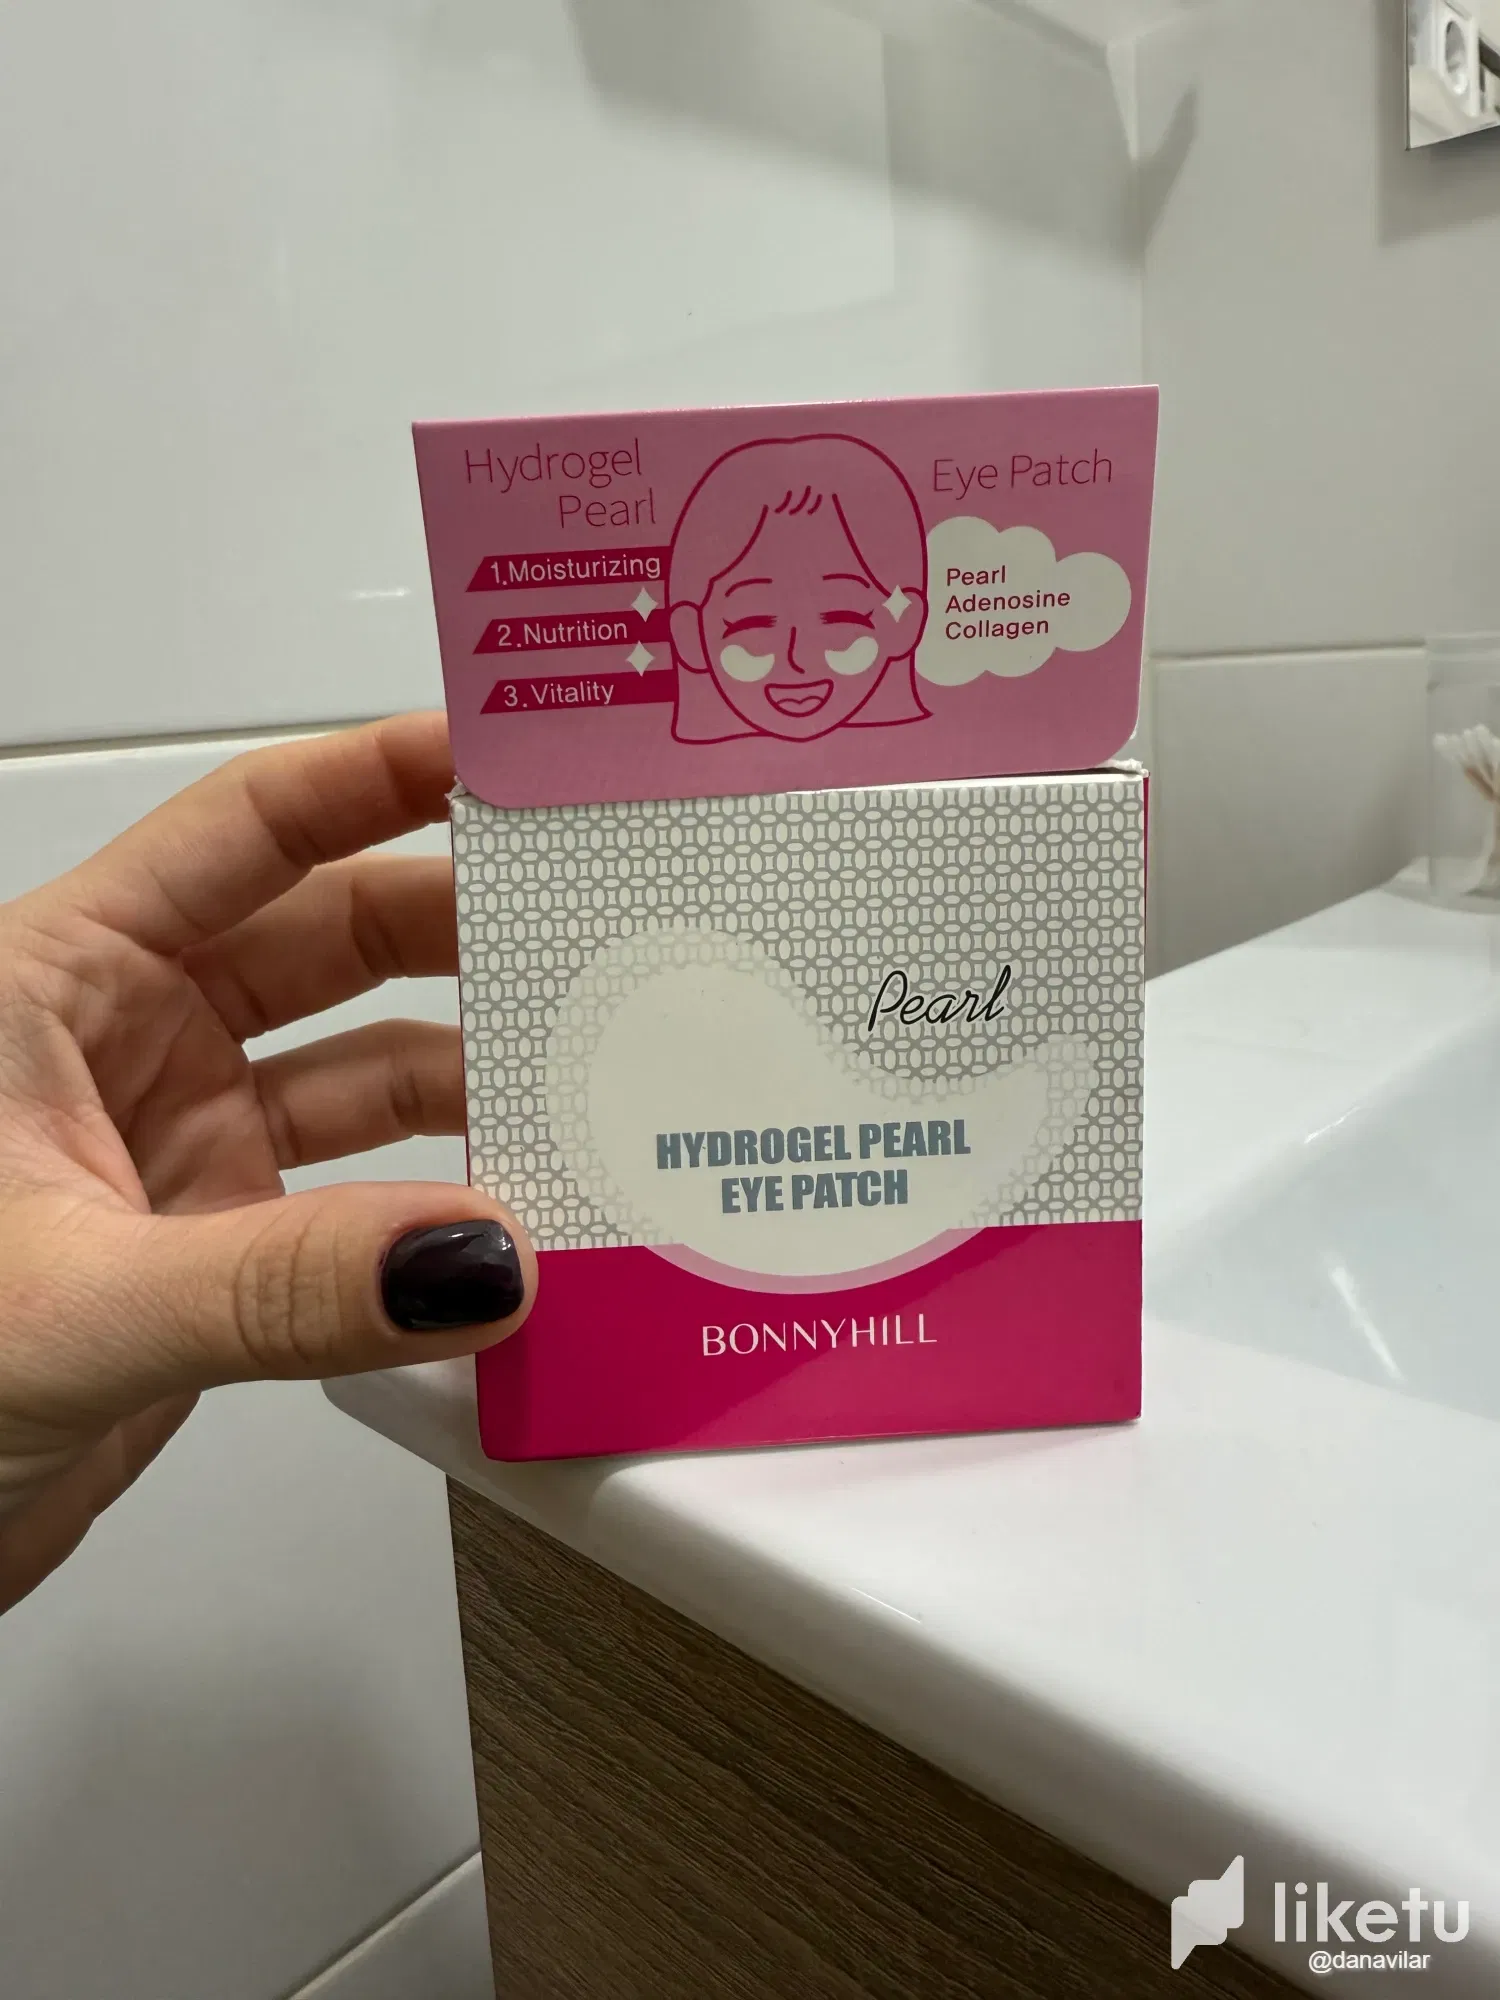 Hydrogel
Pearl
Eye Patch
1.Moisturizing
2.Nutrition
3.Vitality
Pearl
Adenosine
Collagen
Pearl
HYDROGEL PEARL
EYE PATCH
BONNYHILL
liketu
@danavilar